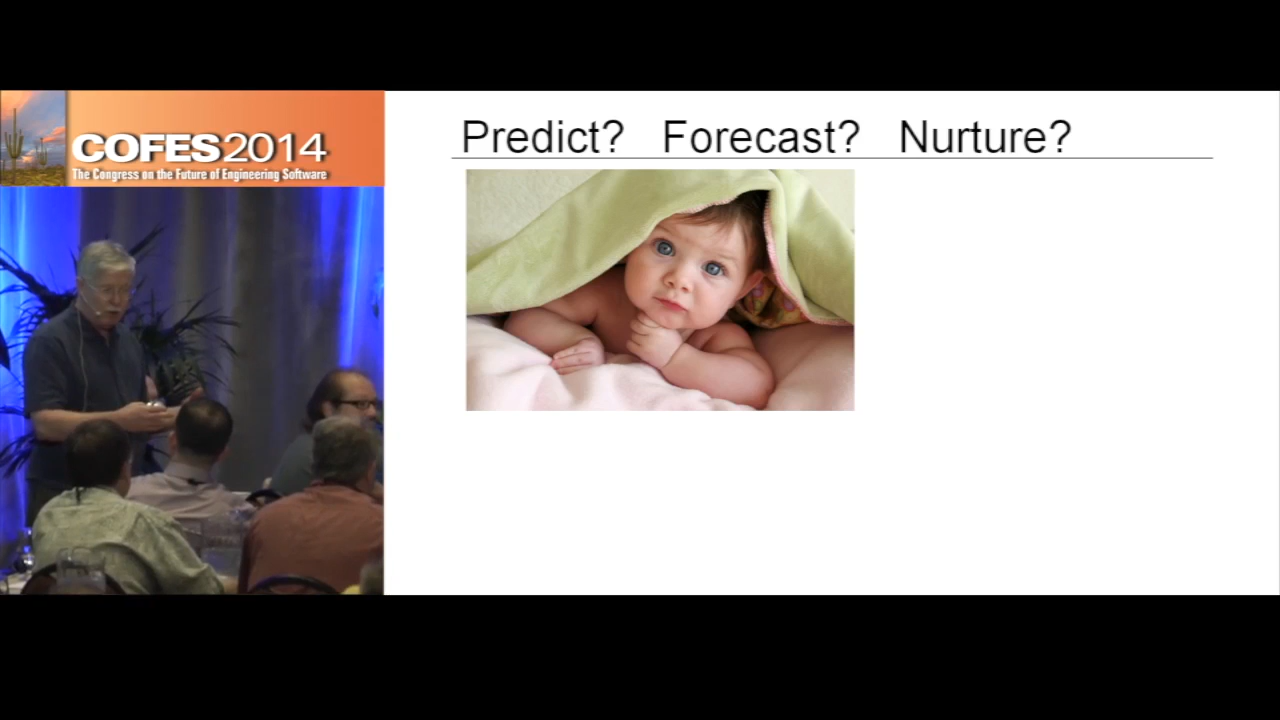 COFES2014
The Congress on the Future of Engineering Software
Predict? Forecast? Nurture?